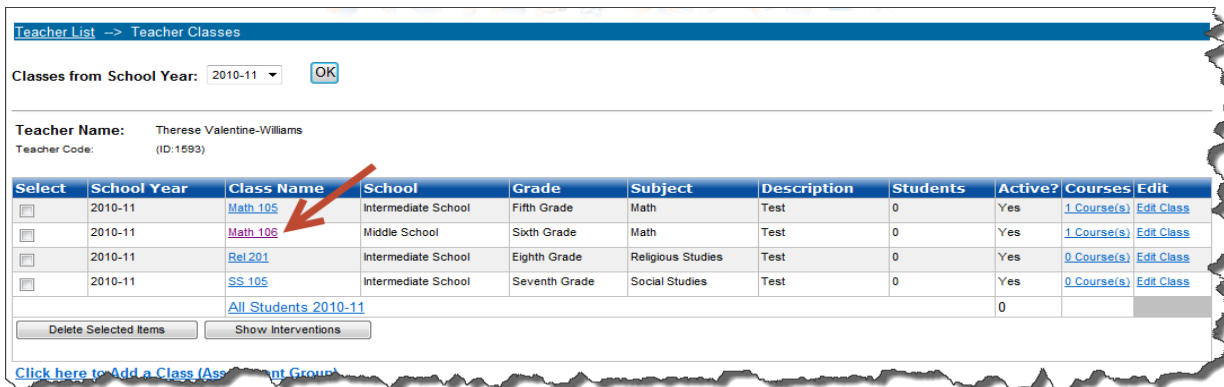 Teacher List --> Teacher Classes
Classes from School Year: 2010-11 OK
Teacher Name: Therese Valentine-Williams
Teacher Code: (ID:1593)
Select School Year Class Name School Grade Subject Description Students Active? Courses Edit
2010-11 Math 105 Intermediate School Fifth Grade Math Test 0 Yes 1 Course(s) Edit Class
2010-11 Math 106 Middle School Sixth Grade Math Test 0 Yes 1 Course(s) Edit Class
2010-11 Rel 201 Intermediate School Eighth Grade Religious Studies Test 0 Yes 0 Course(s) Edit Class
2010-11 SS 105 Intermediate School Seventh Grade Social Studies Test 0 Yes 0 Course(s) Edit Class
All Students 2010-11 0
Delete Selected Items Show Interventions
Click here to Add a Class Group)